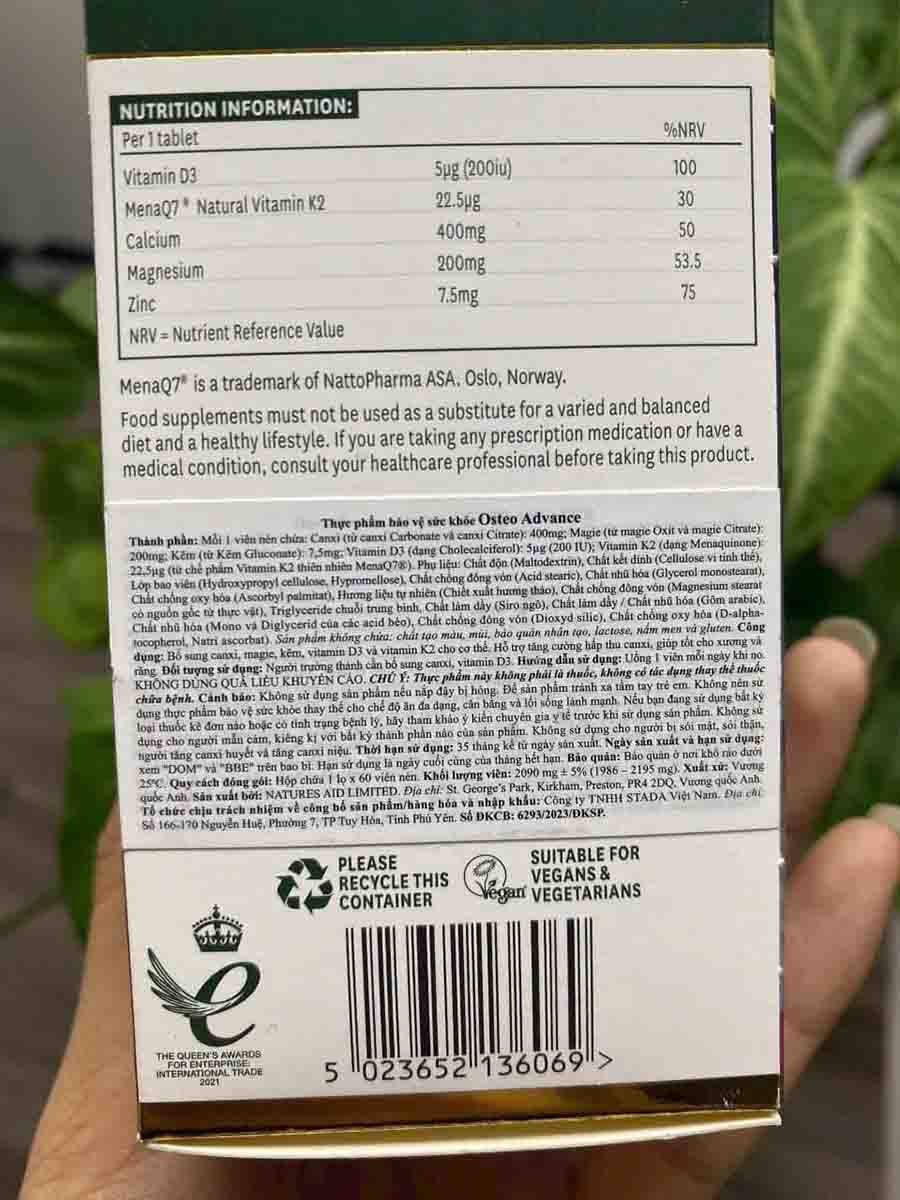 NUTRITION INFORMATION:
Per 1 tablet %NRV
Vitamin D3 5µg (200iu) 100
MenaQ7® Natural Vitamin K2 22.5µg 30
Calcium 400mg 50
Magnesium 200mg 53.5
Zinc 7.5mg 75
NRV = Nutrient Reference Value
MenaQ7® is a trademark of NattoPharma ASA. Oslo, Norway.
Food supplements must not be used as a substitute for a varied and balanced
diet and a healthy lifestyle. If you are taking any prescription medication or have a
medical condition, consult your healthcare professional before taking this product.
Thực phẩm bảo vệ sức khỏe Osteo Advance
Thành phần: Mỗi 1 viên nén chứa: Canxi (từ canxi Carbonate và canxi Citrate): 400mg; Magie (từ magie Oxit và magie Citrate):
200mg; Kẽm (từ Kẽm Gluconate): 7,5mg; Vitamin D3 (dạng Cholecalciferol): 5µg (200 IU); Vitamin K2 (dạng Menaquinone):
22,5µg (từ chế phẩm Vitamin K2 thiên nhiên MenaQ7®). Phụ liệu: Chất độn (Maltodextrin), Chất kết dính (Cellulose vi tinh thể),
Lớp bao viên (Hydroxypropyl cellulose, Hypromellose), Chất chống đông vón (Acid stearic), Chất nhũ hóa (Glycerol monostearat),
Chất chống oxy hóa (Ascorbyl palmitat), Hương liệu tự nhiên (Chiết xuất hương thảo), Chất chống đông vón (Magnesium stearat
có nguồn gốc từ thực vật), Triglyceride chuỗi trung bình, Chất làm dầy (Siro ngô), Chất làm dầy / Chất nhũ hóa (Gôm arabic),
Chất nhũ hóa (Mono và Diglycerid của các acid béo), Chất chống đông vón (Dioxyd silic), Chất chống oxy hóa (D-alpha-
tocopherol, Natri ascorbat). Sản phẩm không chứa: chất tạo màu, mùi, bảo quản nhân tạo, lactose, nấm men và gluten. Công
dụng: Bổ sung canxi, magie, kẽm, vitamin D3 và vitamin K2 cho cơ thể. Hỗ trợ tăng cường hấp thu canxi, giúp tốt cho xương và
răng. Đối tượng sử dụng: Người trưởng thành cần bổ sung canxi, vitamin D3. Hướng dẫn sử dụng: Uống 1 viên mỗi ngày khi no.
KHÔNG DÙNG QUÁ LIỀU KHUYẾN CÁO. CHÚ Ý: Thực phẩm này không phải là thuốc, không có tác dụng thay thế thuốc
chữa bệnh. Cảnh báo: Không sử dụng sản phẩm nếu nắp đậy bị hỏng. Để sản phẩm tránh xa tầm tay trẻ em. Không nên sử
dụng thực phẩm bảo vệ sức khỏe thay thế cho chế độ ăn đa dạng, cân bằng và lối sống lành mạnh. Nếu bạn đang sử dụng bất kỳ
loại thuốc kê đơn nào hoặc có tình trạng bệnh lý, hãy tham khảo ý kiến chuyên gia y tế trước khi sử dụng sản phẩm. Không sử
dụng cho người mẫn cảm, kiêng kị với bất kỳ thành phần nào của sản phẩm. Không sử dụng cho người bị sỏi mật, sỏi thận,
người tăng canxi huyết và tăng canxi niệu. Thời hạn sử dụng: 35 tháng kể từ ngày sản xuất. Ngày sản xuất và hạn sử dụng:
xem "DOM" và "BBE" trên bao bì. Hạn sử dụng là ngày cuối cùng của tháng hết hạn. Bảo quản: Bảo quản ở nơi khô ráo dưới
25°C. Quy cách đóng gói: Hộp chứa 1 lọ x 60 viên nén. Khối lượng viên: 2090 mg ± 5% (1986 – 2195 mg). Xuất xứ: Vương
quốc Anh. Sản xuất bởi: NATURES AID LIMITED. Địa chỉ: St. George's Park, Kirkham, Preston, PR4 2DQ, Vương quốc Anh.
Tổ chức chịu trách nhiệm về công bố sản phẩm/hàng hóa và nhập khẩu: Công ty TNHH STADA Việt Nam. Địa chỉ:
Số 166-170 Nguyễn Huệ, Phường 7, TP Tuy Hòa, Tỉnh Phú Yên. Số ĐKCB: 6293/2023/ĐKSP.
PLEASE
RECYCLE THIS
CONTAINER
Vegan
SUITABLE FOR
VEGANS &
VEGETARIANS
THE QUEEN'S AWARDS
FOR ENTERPRISE:
INTERNATIONAL TRADE
2021
5 023652 136069 >